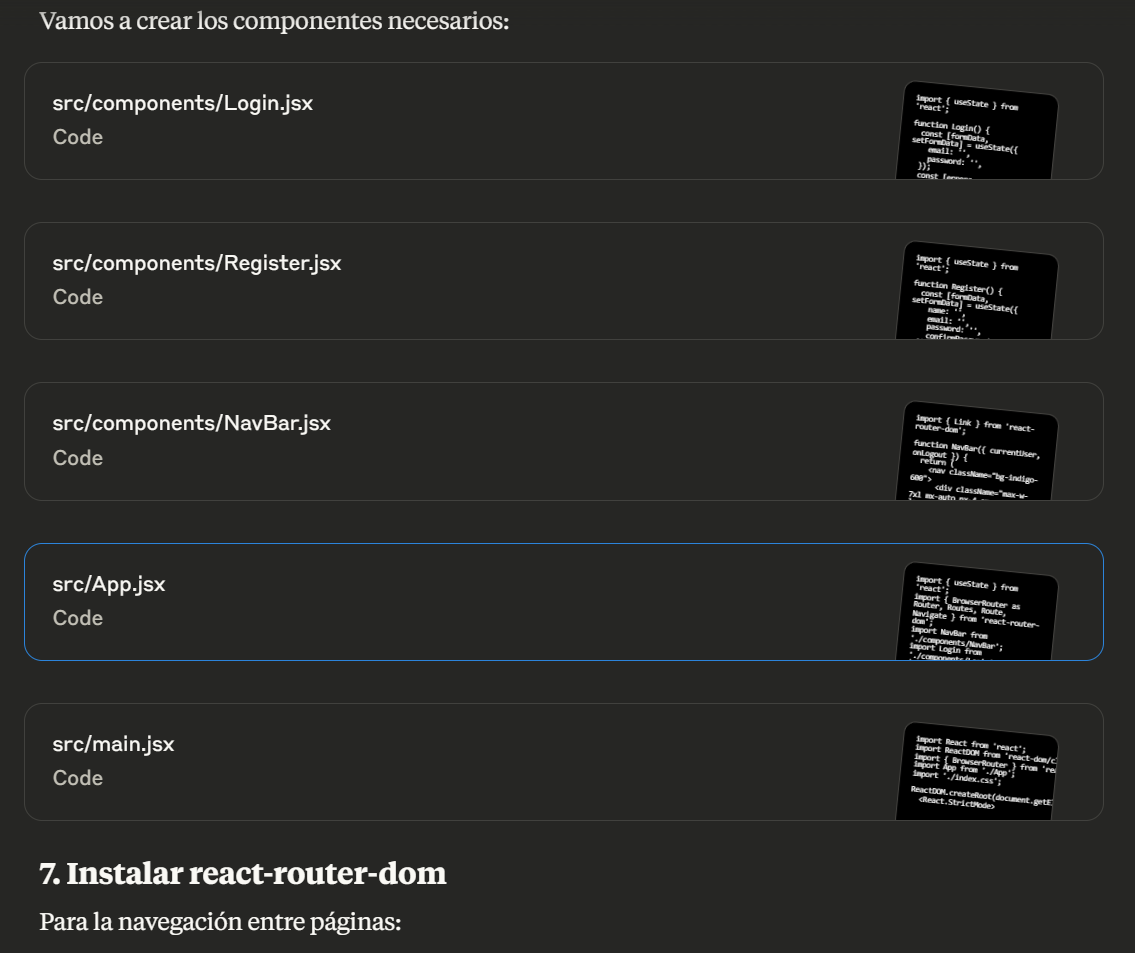 Vamos a crear los componentes necesarios:
src/components/Login.jsx
Code
import { useState } from
'react';
function Login() {
const [formData,
setFormData] = useState({
email: '',
password: '',
});
src/components/Register.jsx
Code
import { useState } from
'react';
function Register() {
const [formData,
setFormData] = useState({
name: '',
email: '',
password: '',
src/components/NavBar.jsx
Code
import { Link } from 'react-
router-dom';
function NavBar({ currentUser,
onLogout }) {
return (
<nav className="bg-indigo-
600">
<div className="max-w-
7xl mx-auto
src/App.jsx
Code
import { useState } from
'react';
import { BrowserRouter as
Router, Routes, Route,
Navigate } from 'react-router-
dom';
import NavBar from
'./components/NavBar';
import Login from
src/main.jsx
Code
import React from 'react';
import ReactDOM from 'react-dom/c
import { BrowserRouter } from 're
import App from './App';
import './index.css';
ReactDOM.createRoot(document.getE
<React.StrictMode>
7. Instalar react-router-dom
Para la navegación entre páginas: